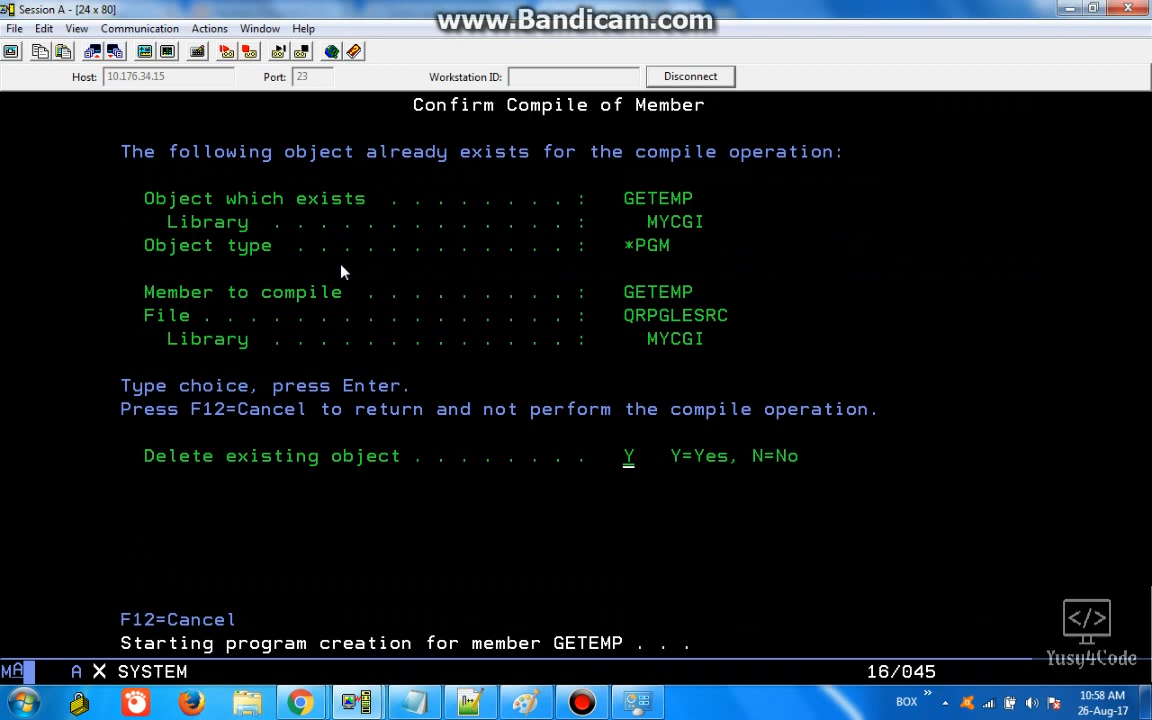 Session A - [24 x 80]
www.Bandicam.com
File Edit View Communication Actions Window Help
Host: 10.176.34.15 Port: 23 Workstation ID: Disconnect
Confirm Compile of Member
The following object already exists for the compile operation:
Object which exists . . . . . . . . : GETEMP
Library . . . . . . . . . . . . . : MYCGI
Object type . . . . . . . . . . . . : *PGM
Member to compile . . . . . . . . . : GETEMP
File . . . . . . . . . . . . . . . . : QRPGLESRC
Library . . . . . . . . . . . . . : MYCGI
Type choice, press Enter.
Press F12=Cancel to return and not perform the compile operation.
Delete existing object . . . . . . . . Y Y=Yes, N=No
F12=Cancel
Starting program creation for member GETEMP . . .
MA A X SYSTEM 16/045
</>
Yusy4Code
BOX » 10:58 AM
26-Aug-17